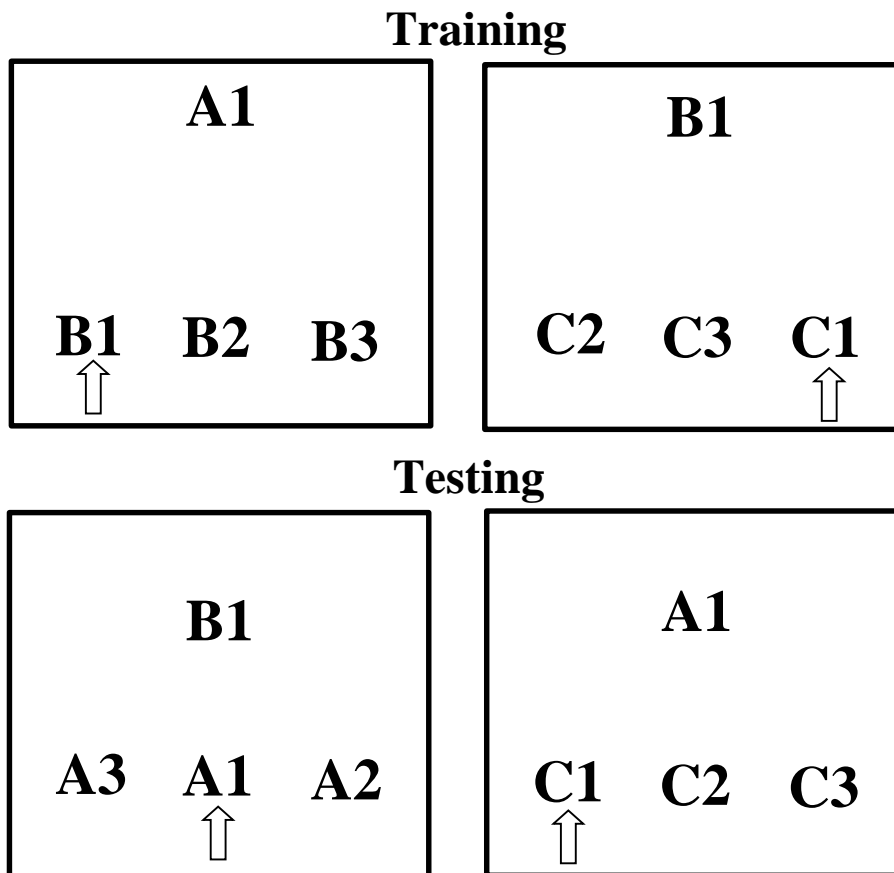 Training
A1
B1 B2 B3
B1
C2 C3 C1
Testing
B1
A3 A1 A2
A1
C1 C2 C3